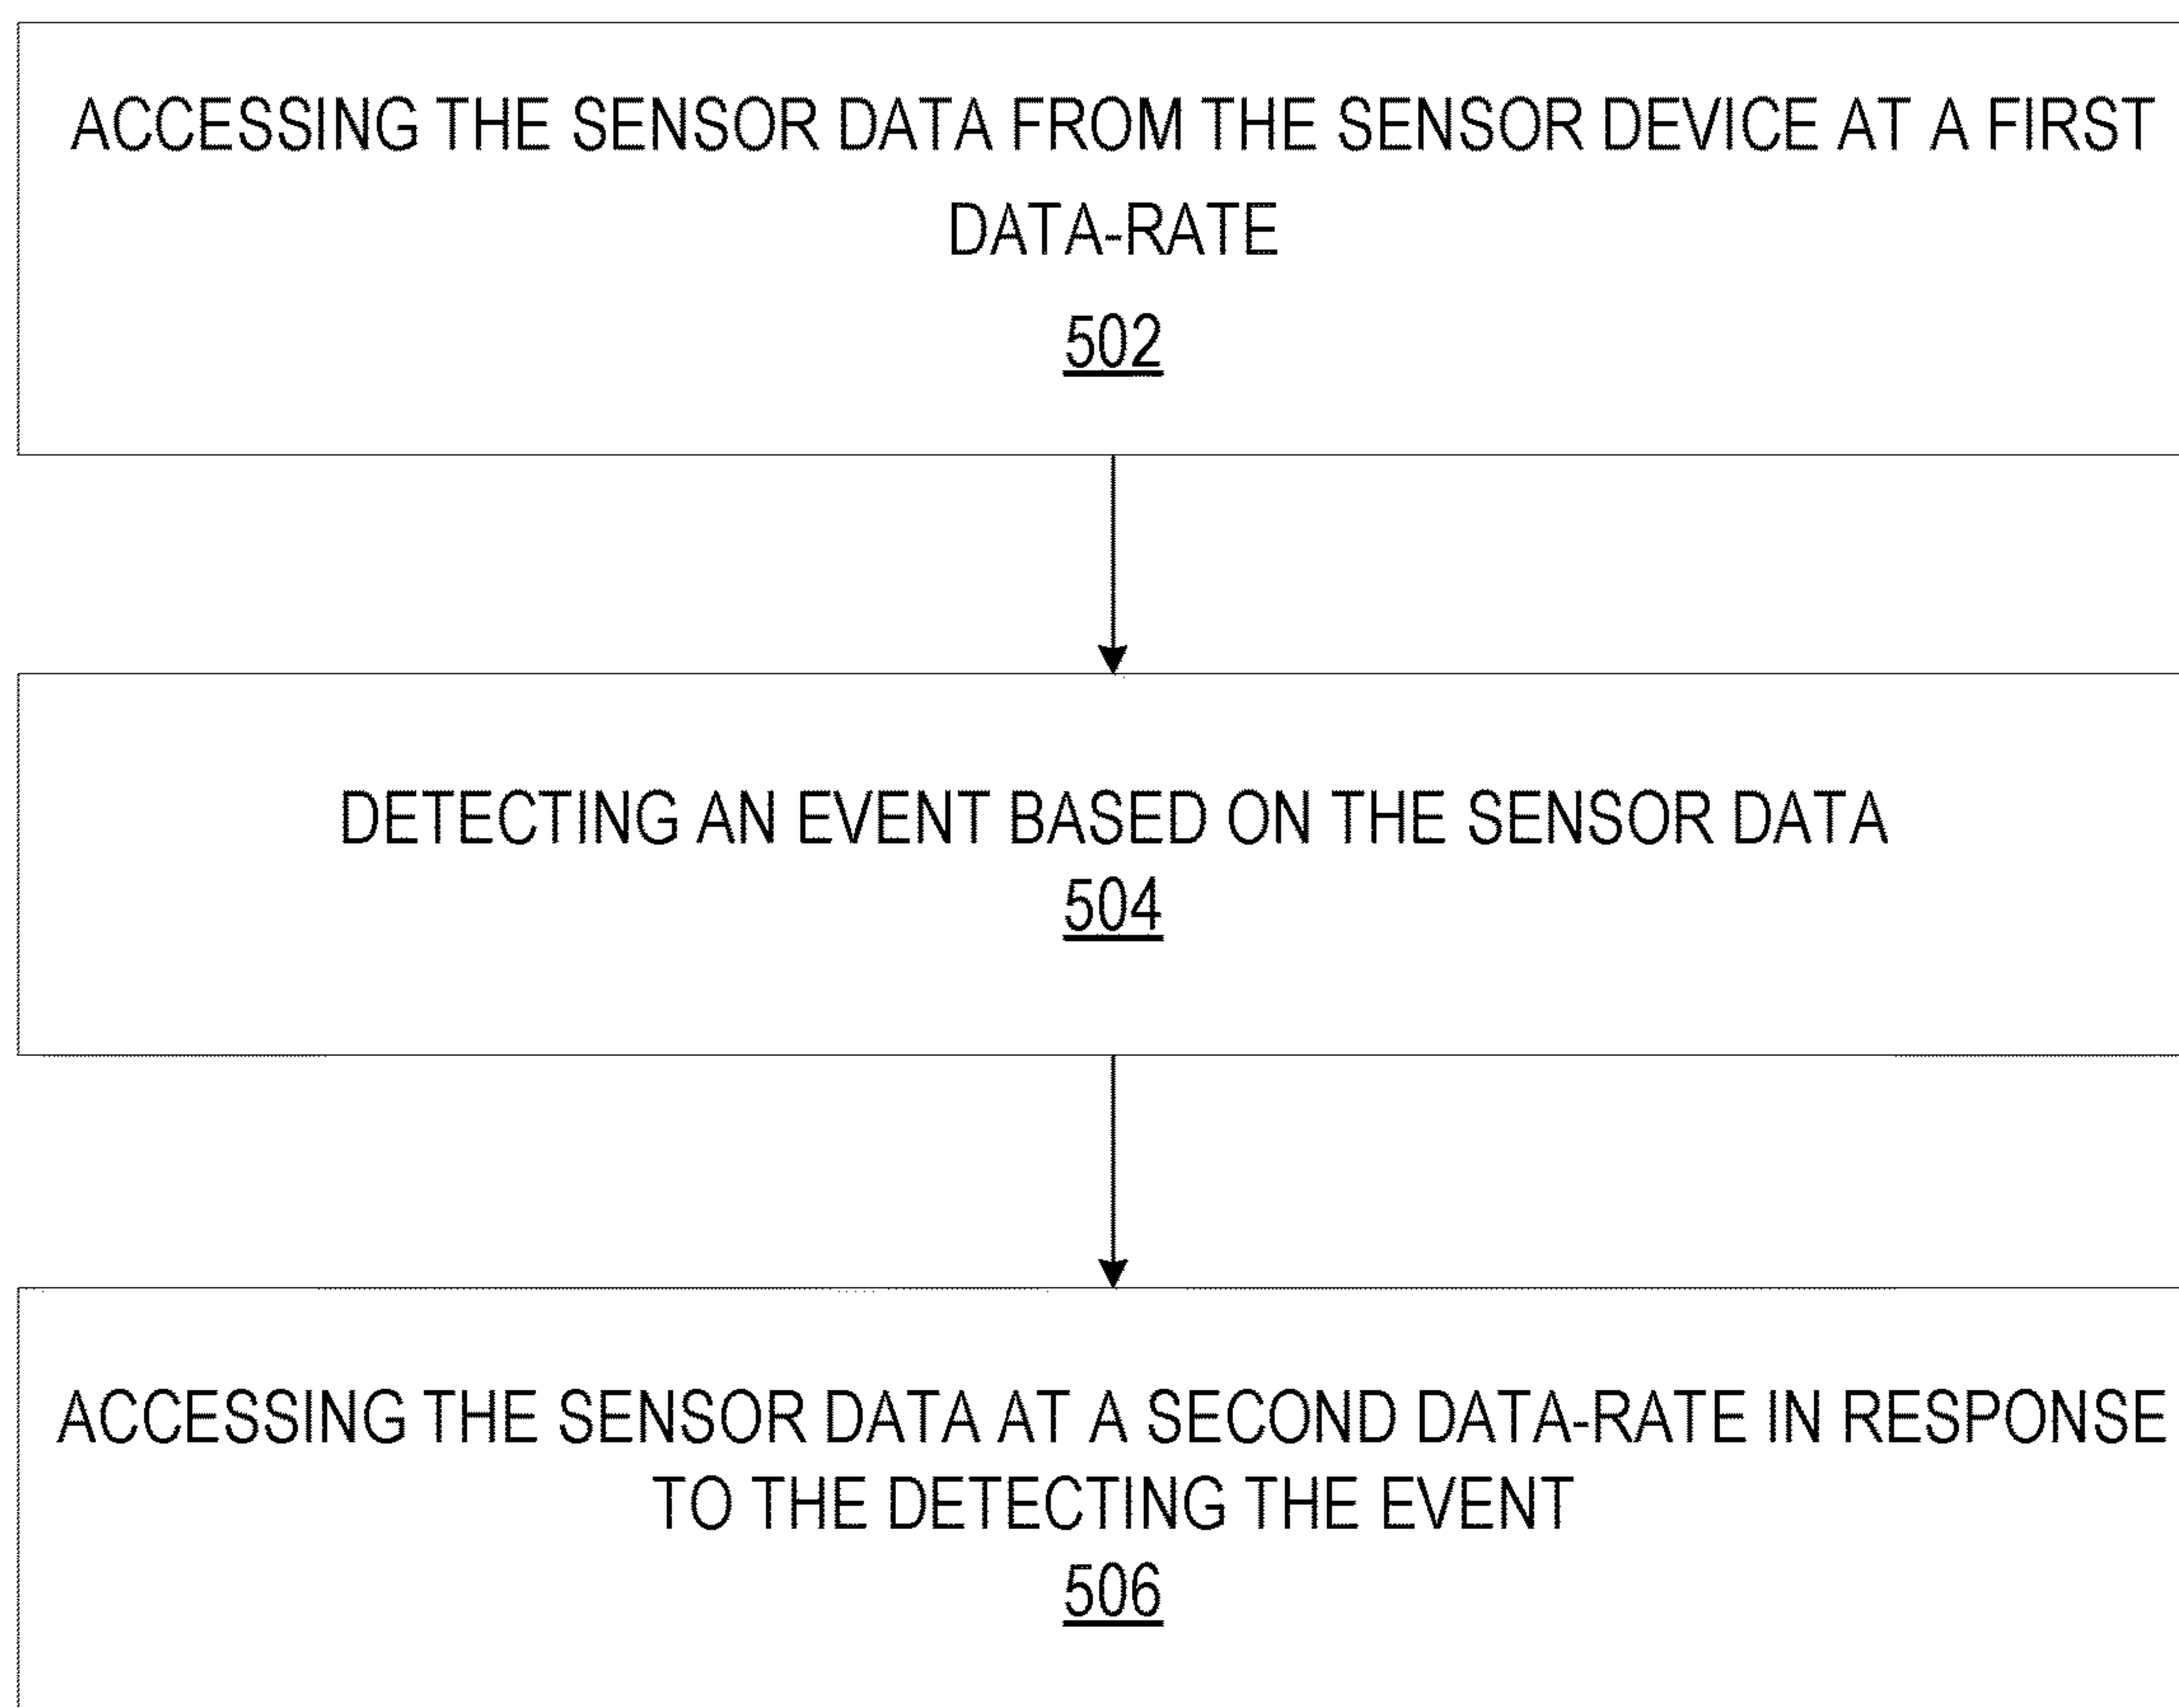 ACCESSING THE SENSOR DATA FROM THE SENSOR DEVICE AT A FIRST
DATA-RATE
502
DETECTING AN EVENT BASED ON THE SENSOR DATA
504
ACCESSING THE SENSOR DATA AT A SECOND DATA-RATE IN RESPONSE
TO THE DETECTING THE EVENT
506